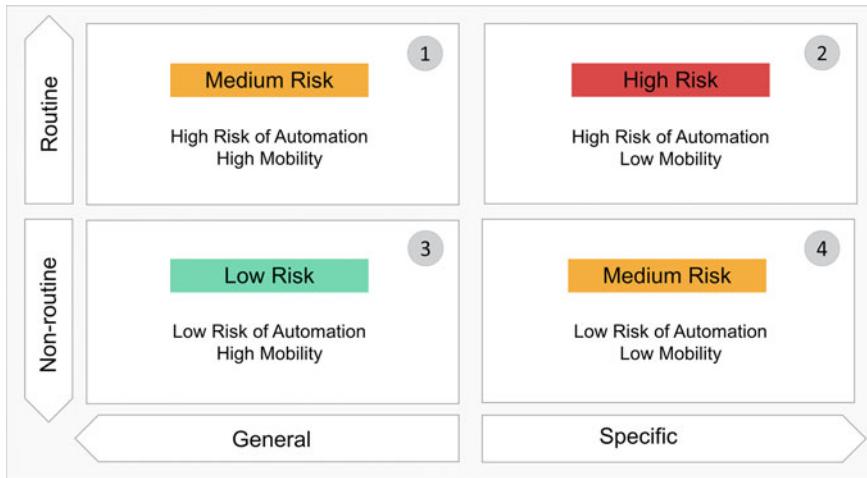 Routine
1
Medium Risk
High Risk of Automation
High Mobility
2
High Risk
High Risk of Automation
Low Mobility
Non-routine
3
Low Risk
Low Risk of Automation
High Mobility
4
Medium Risk
Low Risk of Automation
Low Mobility
General
Specific